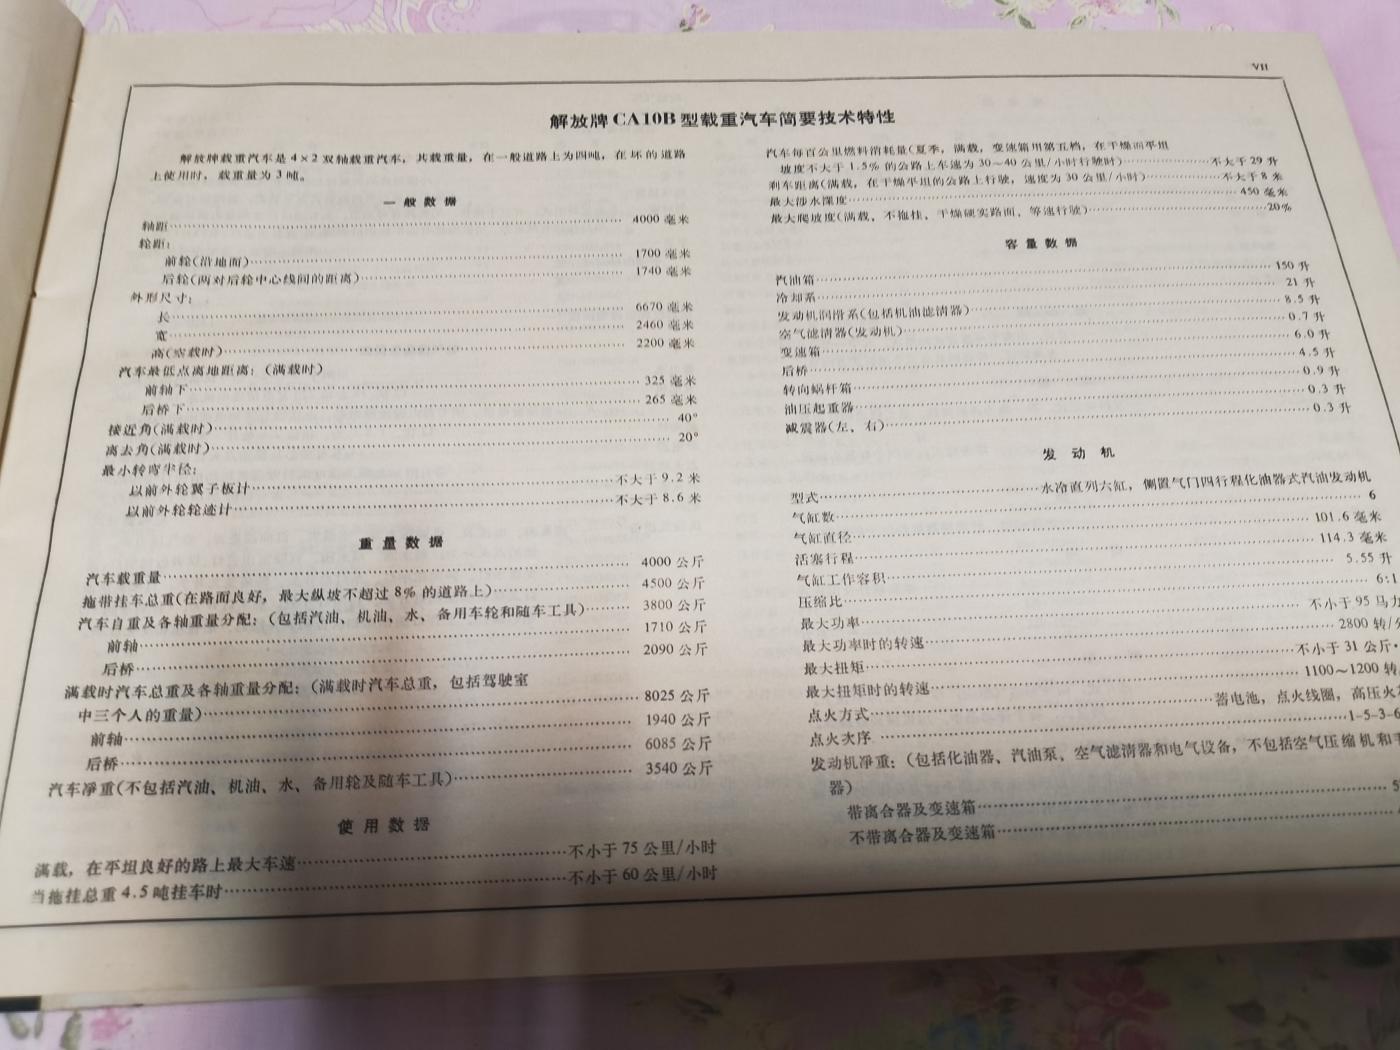 VII
解放牌CA10B型载重汽车简要技术特性
解放牌载重汽车是4×2双轴载重汽车，其载重量，在一般道路上为四吨，在坏的道路
上使用时，载重量为3吨。
一般数据
轴距……4000毫米
轮距：
前轮(沿地面)……1700毫米
后轮(两对后轮中心线间的距离)……1740毫米
外形尺寸：
长……6670毫米
宽……2460毫米
高(空载时)……2200毫米
汽车最低点离地距离：(满载时)
前轴下……325毫米
后桥下……265毫米
接近角(满载时)……40°
离去角(满载时)……20°
最小转弯半径：
以前外轮翼子板计……不大于9.2米
以前外轮轮迹计……不大于8.6米
重量数据
汽车载重量……4000公斤
拖带挂车总重(在路面良好，最大纵坡不超过8%的道路上)……4500公斤
汽车自重及各轴重量分配：(包括汽油、机油、水、备用车轮和随车工具)……3800公斤
前轴……1710公斤
后桥……2090公斤
满载时汽车总重及各轴重量分配：(满载时汽车总重，包括驾驶室
中三个人的重量)……8025公斤
前轴……1940公斤
后桥……6085公斤
汽车净重(不包括汽油、机油、水、备用轮及随车工具)……3540公斤
使用数据
满载，在平坦良好的路上最大车速……不小于75公里/小时
当拖挂总重4.5吨挂车时……不小于60公里/小时
汽车每百公里燃料消耗量(夏季，满载，变速箱用第五档，在干燥而平坦
坡度不大于1.5%的公路上车速为30~40公里/小时行驶时)……不大于29升
刹车距离(满载，在干燥平坦的公路上行驶，速度为30公里/小时)……不大于8米
最大涉水深度……450毫米
最大爬坡度(满载，不拖挂，干燥硬实路面，等速行驶)……20%
容量数据
汽油箱……150升
冷却系……21升
发动机润滑系(包括机油滤清器)……8.5升
空气滤清器(发动机)……0.7升
变速箱……6.0升
后桥……4.5升
转向蜗杆箱……0.9升
油压起重器……0.3升
减震器(左、右)……0.3升
发动机
型式……水冷直列六缸，侧置气门四行程化油器式汽油发动机
气缸数……6
气缸直径……101.6毫米
活塞行程……114.3毫米
气缸工作容积……5.55升
压缩比……6:1
最大功率……不小于95马力
最大功率时的转速……2800转/分
最大扭矩……不小于31公斤·
最大扭矩时的转速……1100~1200转
点火方式……蓄电池，点火线圈，高压火
点火次序……1-5-3-6
发动机净重：(包括化油器、汽油泵、空气滤清器和电气设备，不包括空气压缩机和
器)
带离合器及变速箱……5
不带离合器及变速箱……